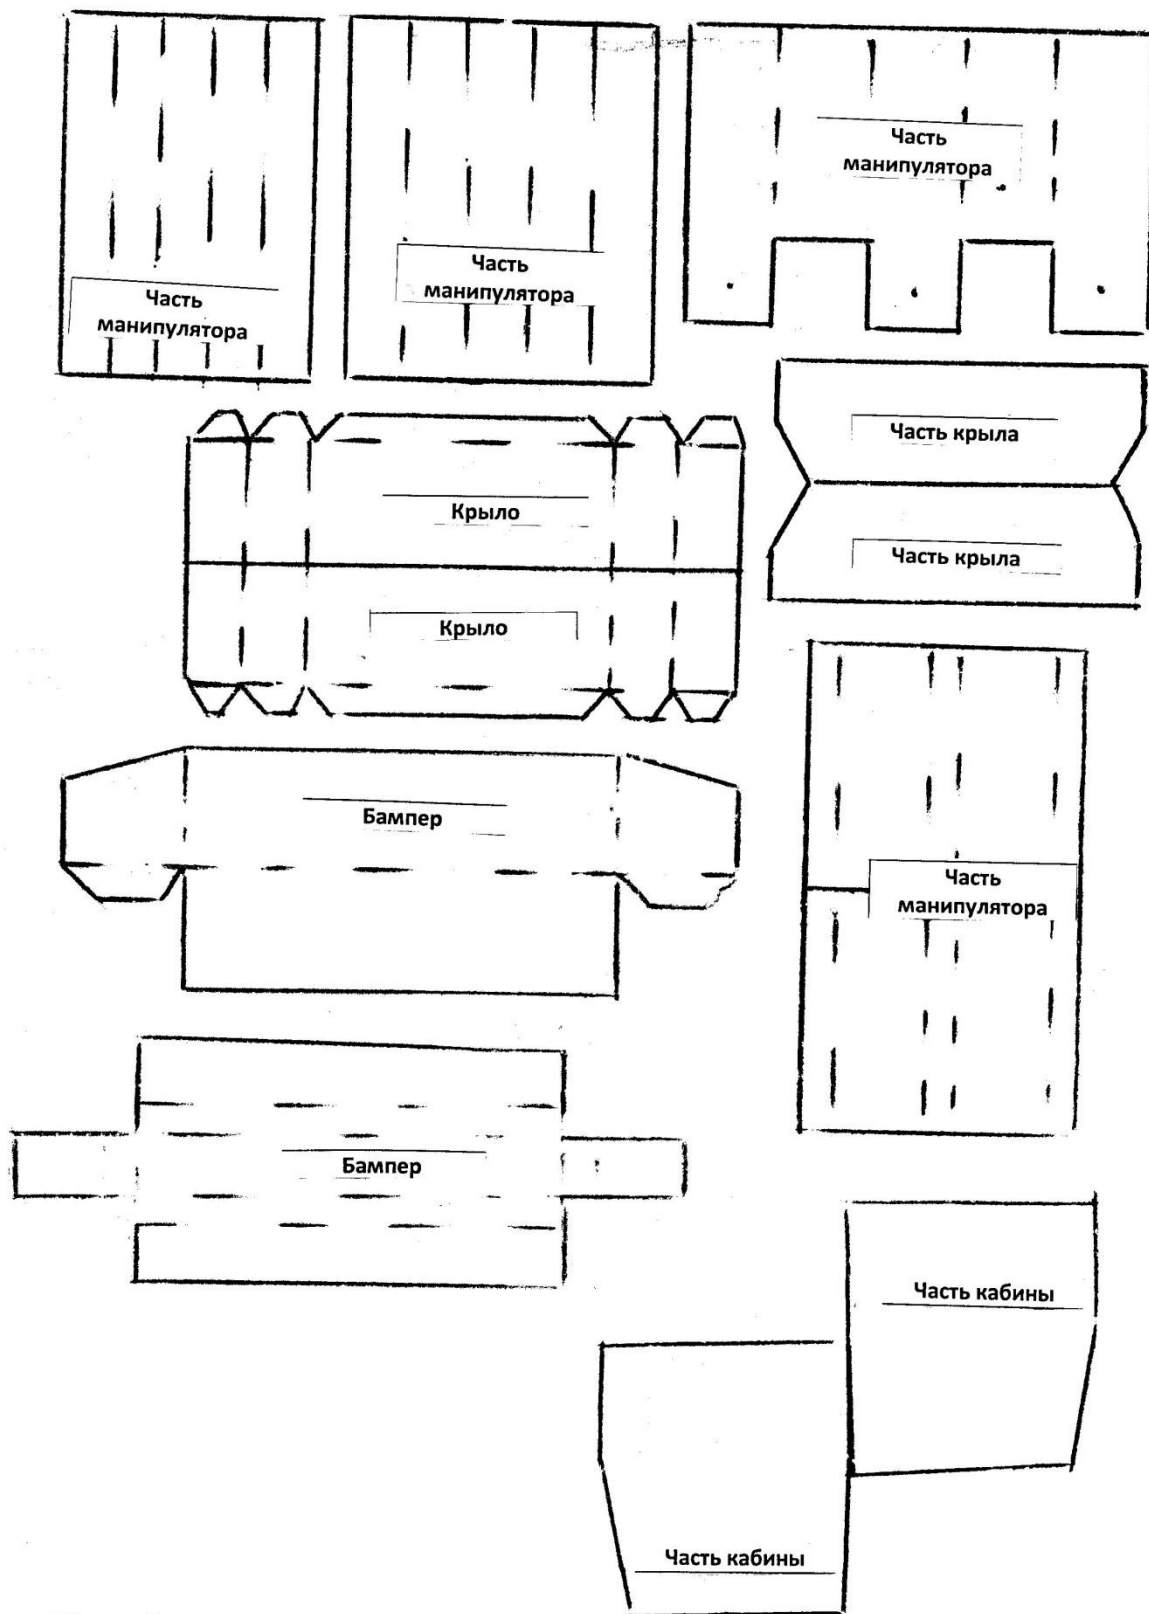 Часть
манипулятора
Часть
манипулятора
Часть
манипулятора
Часть крыла
Крыло
Часть крыла
Крыло
Бампер
Часть
манипулятора
Бампер
Часть кабины
Часть кабины